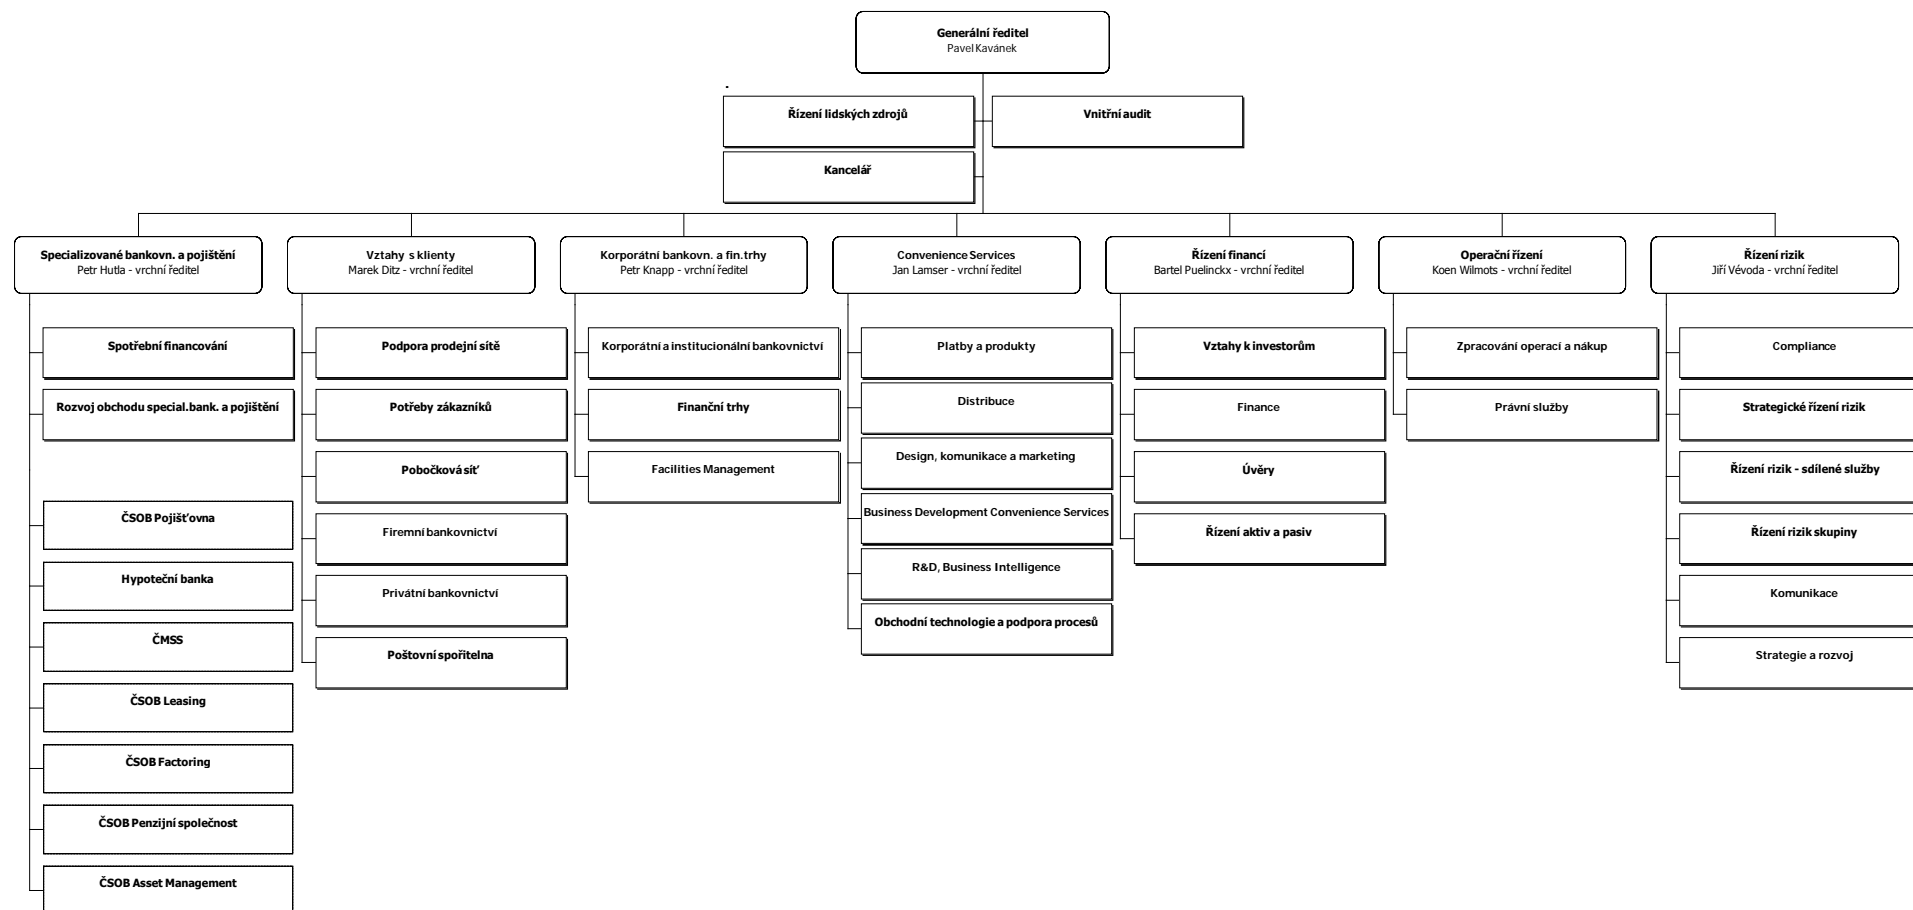 Generální ředitel
Pavel Kavánek
Řízení lidských zdrojů
Vnitřní audit
Kancelář
Specializované bankovn. a pojištění
Petr Hutla - vrchní ředitel
Vztahy s klienty
Marek Ditz - vrchní ředitel
Korporátní bankovn. a fin.trhy
Petr Knapp - vrchní ředitel
Convenience Services
Jan Lamser - vrchní ředitel
Řízení financí
Bartel Puelinckx - vrchní ředitel
Operační řízení
Koen Wilmots - vrchní ředitel
Řízení rizik
Jiří Vévoda - vrchní ředitel
Spotřební financování
Rozvoj obchodu special.bank. a pojištění
ČSOB Pojišťovna
Hypoteční banka
ČMSS
ČSOB Leasing
ČSOB Factoring
ČSOB Penzijní společnost
ČSOB Asset Management
Podpora prodejní sítě
Potřeby zákazníků
Pobočková síť
Firemní bankovnictví
Privátní bankovnictví
Poštovní spořitelna
Korporátní a institucionální bankovnictví
Finanční trhy
Facilities Management
Platby a produkty
Distribuce
Design, komunikace a marketing
Business Development Convenience Services
R&D, Business Intelligence
Obchodní technologie a podpora procesů
Vztahy k investorům
Finance
Úvěry
Řízení aktiv a pasiv
Zpracování operací a nákup
Právní služby
Compliance
Strategické řízení rizik
Řízení rizik - sdílené služby
Řízení rizik skupiny
Komunikace
Strategie a rozvoj